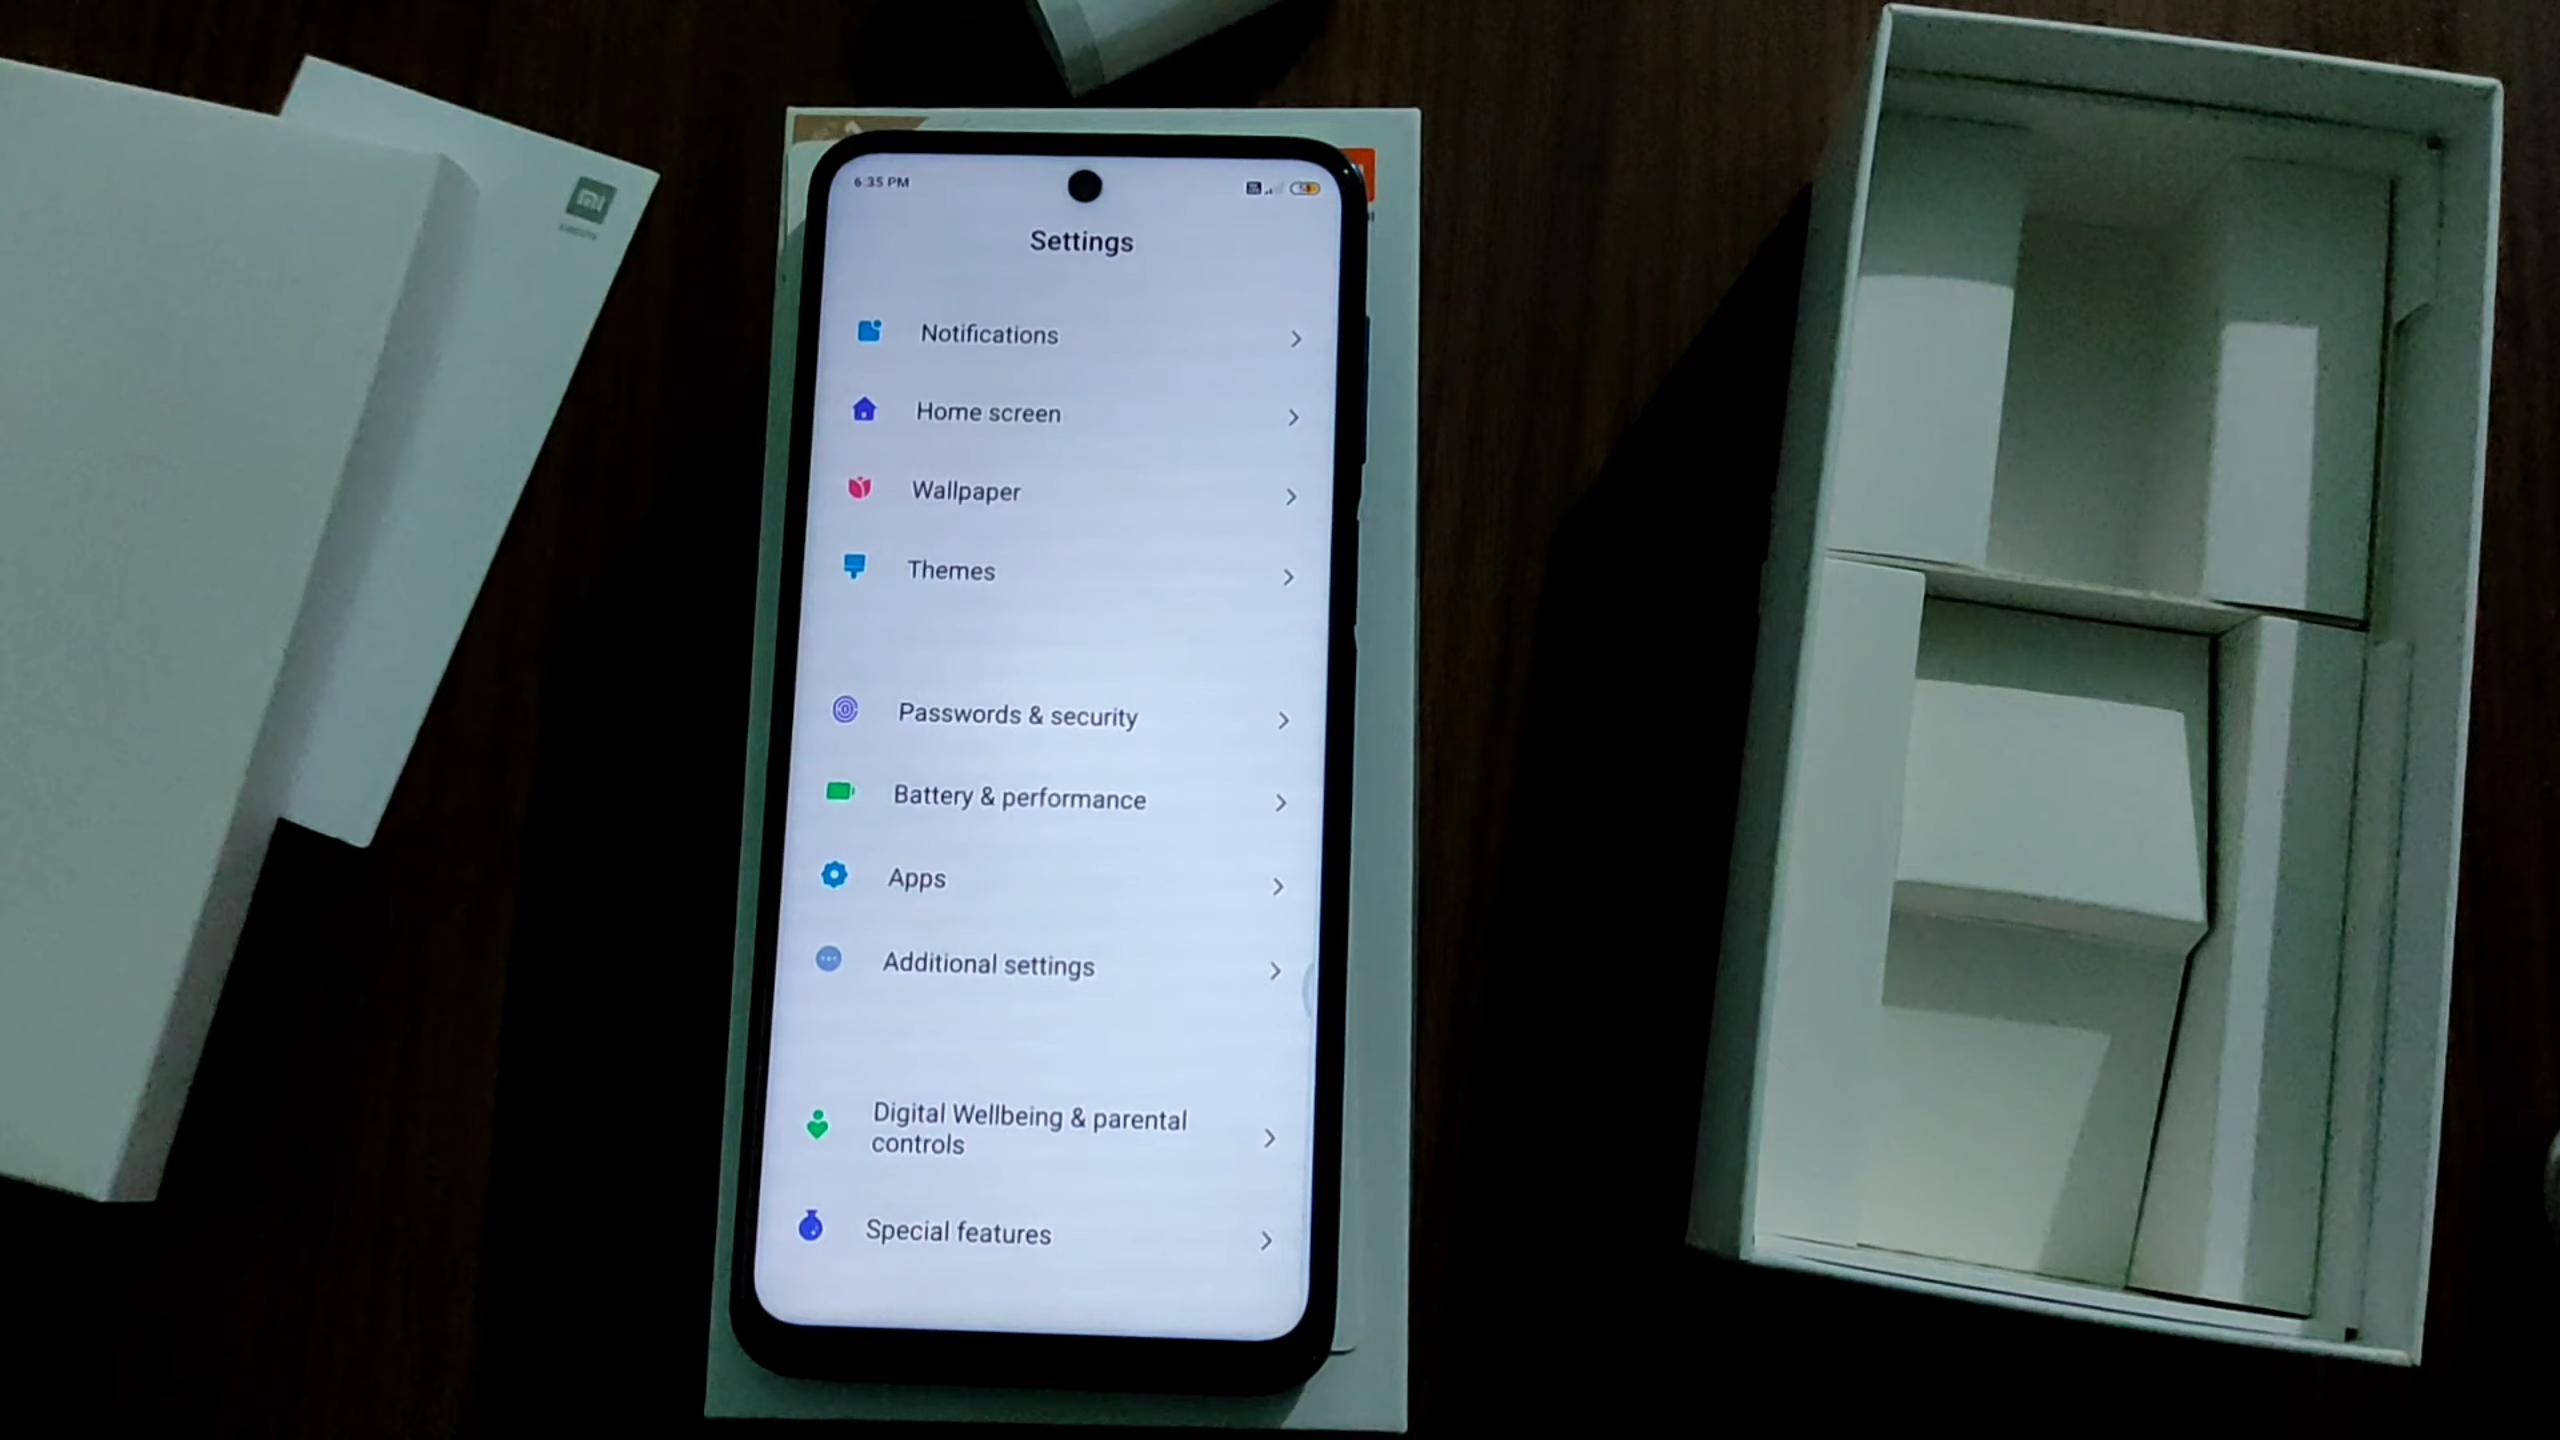 6:35 PM
Settings
Notifications
Home screen
Wallpaper
Themes
Passwords & security
Battery & performance
Apps
Additional settings
Digital Wellbeing & parental
controls
Special features